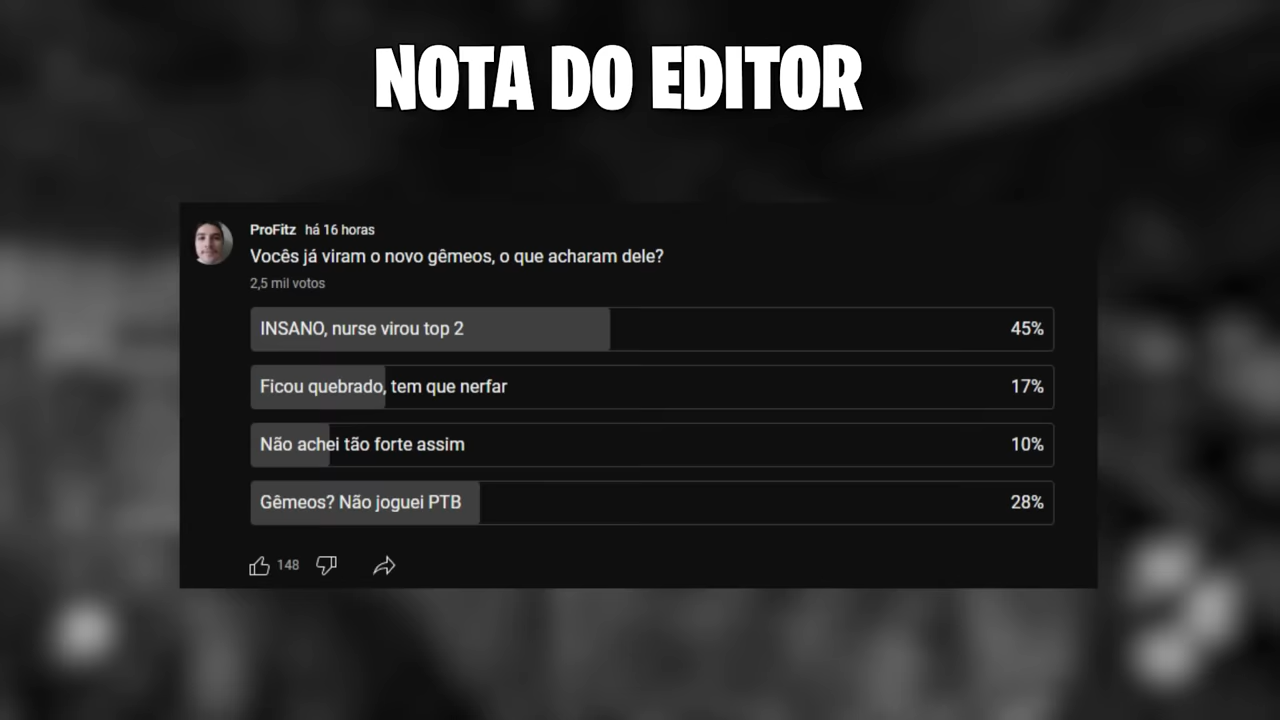 NOTA DO EDITOR
ProFitz há 16 horas
Vocês já viram o novo gêmeos, o que acharam dele?
2,5 mil votos
INSANO, nurse virou top 2 45%
Ficou quebrado, tem que nerfar 17%
Não achei tão forte assim 10%
Gêmeos? Não joguei PTB 28%
148